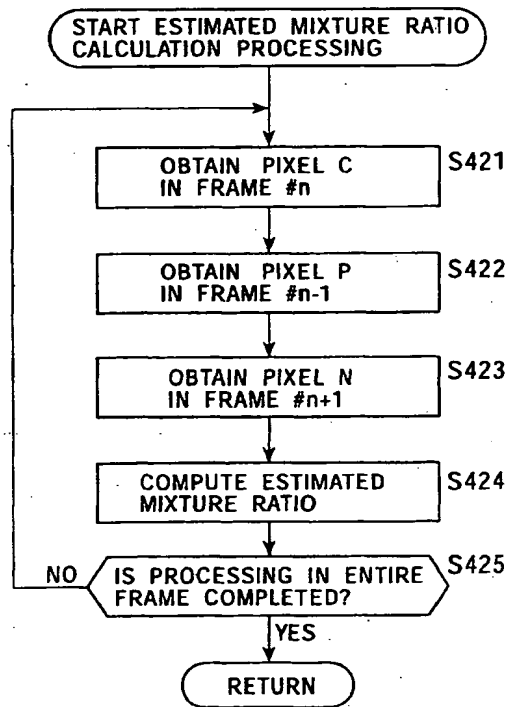 START ESTIMATED MIXTURE RATIO
CALCULATION PROCESSING
OBTAIN PIXEL C
IN FRAME #n
S421
OBTAIN PIXEL P
IN FRAME #n-1
S422
OBTAIN PIXEL N
IN FRAME #n+1
S423
COMPUTE ESTIMATED
MIXTURE RATIO
S424
IS PROCESSING IN ENTIRE
FRAME COMPLETED?
S425
NO
YES
RETURN